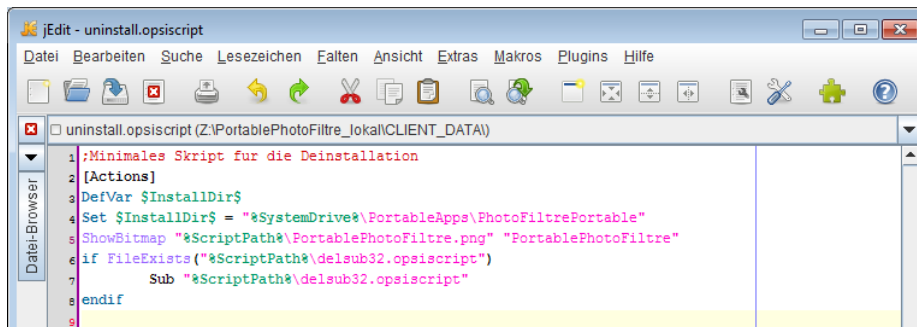 jEdit - uninstall.opsiscript
Datei Bearbeiten Suche Lesezeichen Falten Ansicht Extras Makros Plugins Hilfe
uninstall.opsiscript (Z:\PortablePhotoFiltre_lokal\CLIENT_DATA\)
Datei-Browser
1 ;Minimales Skript fur die Deinstallation
2 [Actions]
3 DefVar $InstallDir$
4 Set $InstallDir$ = "%SystemDrive%\PortableApps\PhotoFiltrePortable"
5 ShowBitmap "%ScriptPath%\PortablePhotoFiltre.png" "PortablePhotoFiltre"
6 if FileExists("%ScriptPath%\delsub32.opsiscript")
7 Sub "%ScriptPath%\delsub32.opsiscript"
8 endif
9